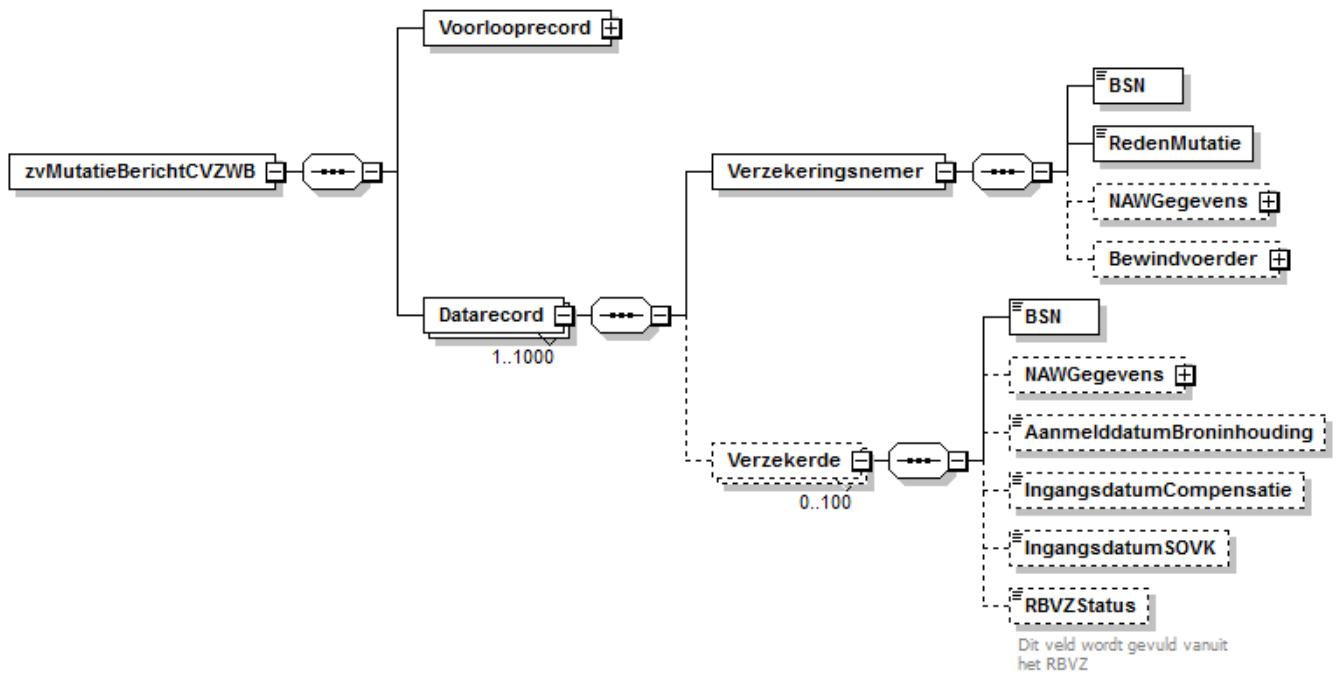 Voorlooprecord
zvMutatieBerichtCVZWB
Datarecord
1..1000
Verzekeringsnemer
BSN
RedenMutatie
NAWGegevens
Bewindvoerder
Verzekerde
0..100
BSN
NAWGegevens
AanmelddatumBroninhouding
IngangsdatumCompensatie
IngangsdatumSOVK
RBVZStatus
Dit veld wordt gevuld vanuit
het RBVZ